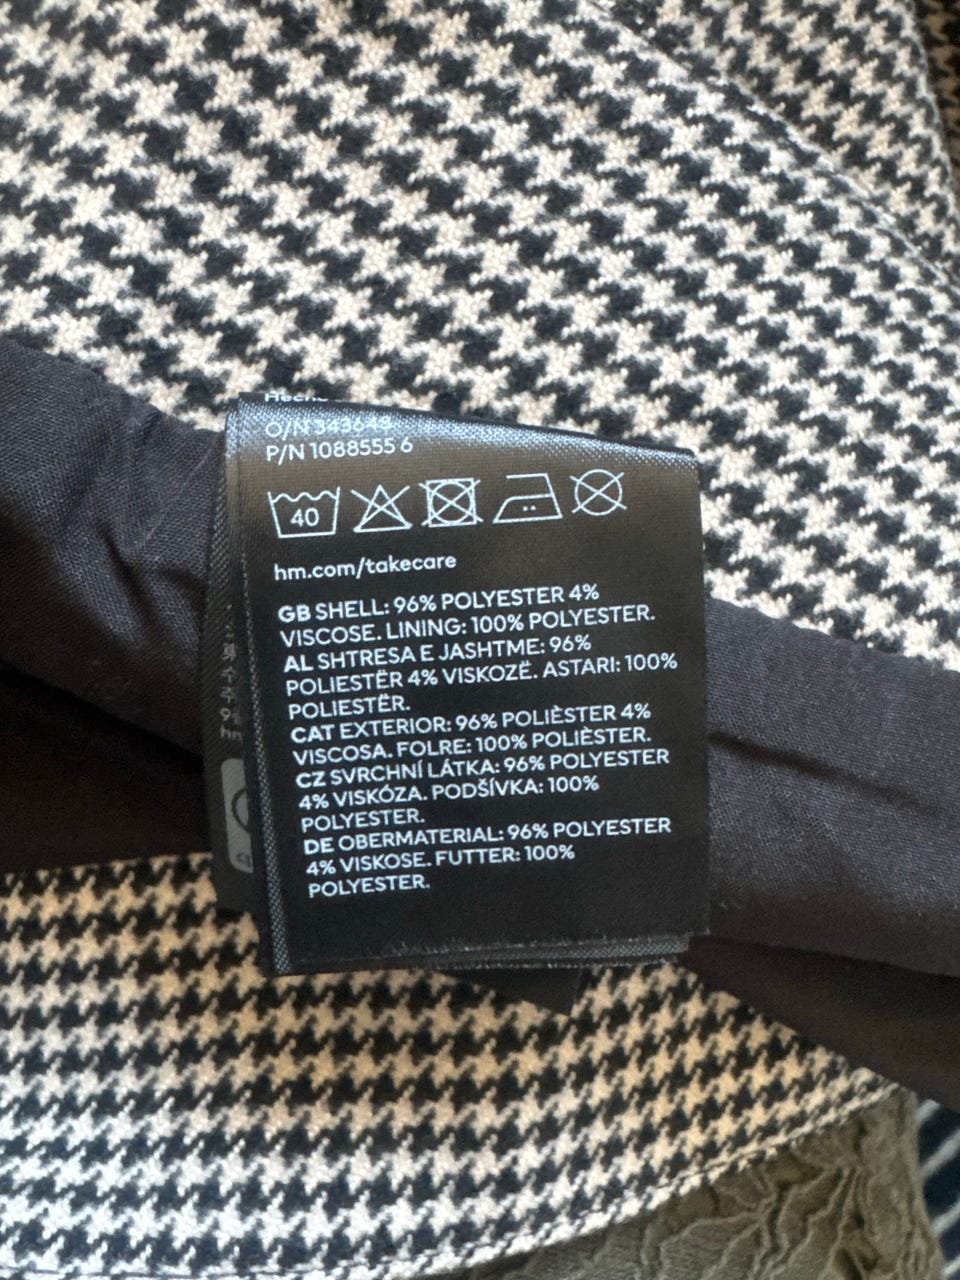 O/N 343648
P/N 1088555 6
40
hm.com/takecare
GB SHELL: 96% POLYESTER 4%
VISCOSE. LINING: 100% POLYESTER.
AL SHTRESA E JASHTME: 96%
POLIESTËR 4% VISKOZË. ASTARI: 100%
POLIESTËR.
CAT EXTERIOR: 96% POLIÈSTER 4%
VISCOSA. FOLRE: 100% POLIÈSTER.
CZ SVRCHNÍ LÁTKA: 96% POLYESTER
4% VISKÓZA. PODŠÍVKA: 100%
POLYESTER.
DE OBERMATERIAL: 96% POLYESTER
4% VISKOSE. FUTTER: 100%
POLYESTER.